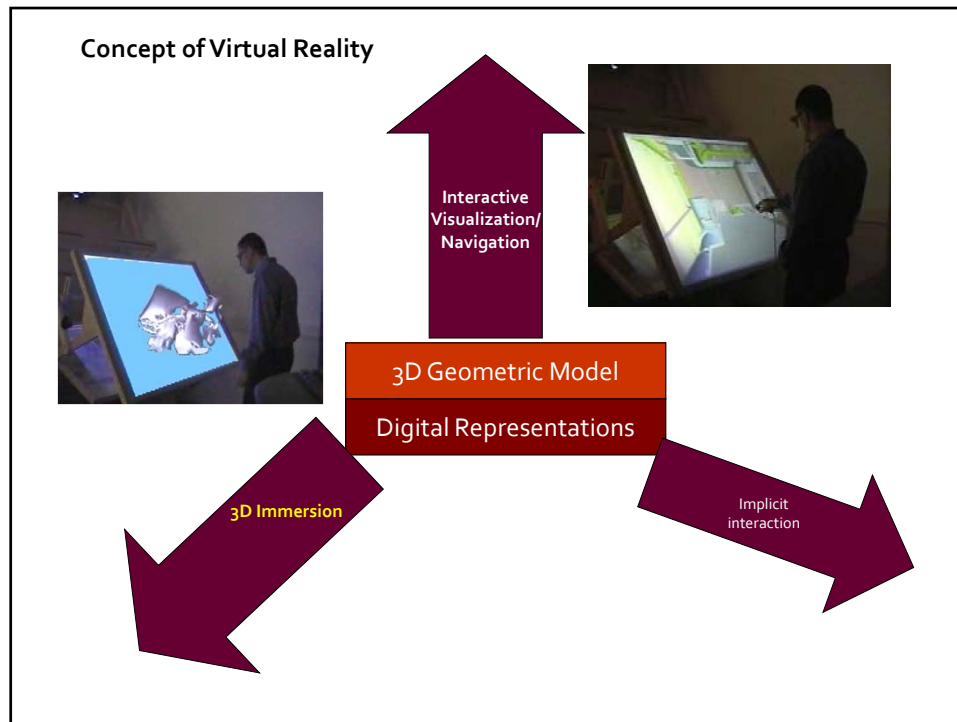 Concept of Virtual Reality
Interactive
Visualization/
Navigation
3D Geometric Model
Digital Representations
3D Immersion
Implicit
interaction